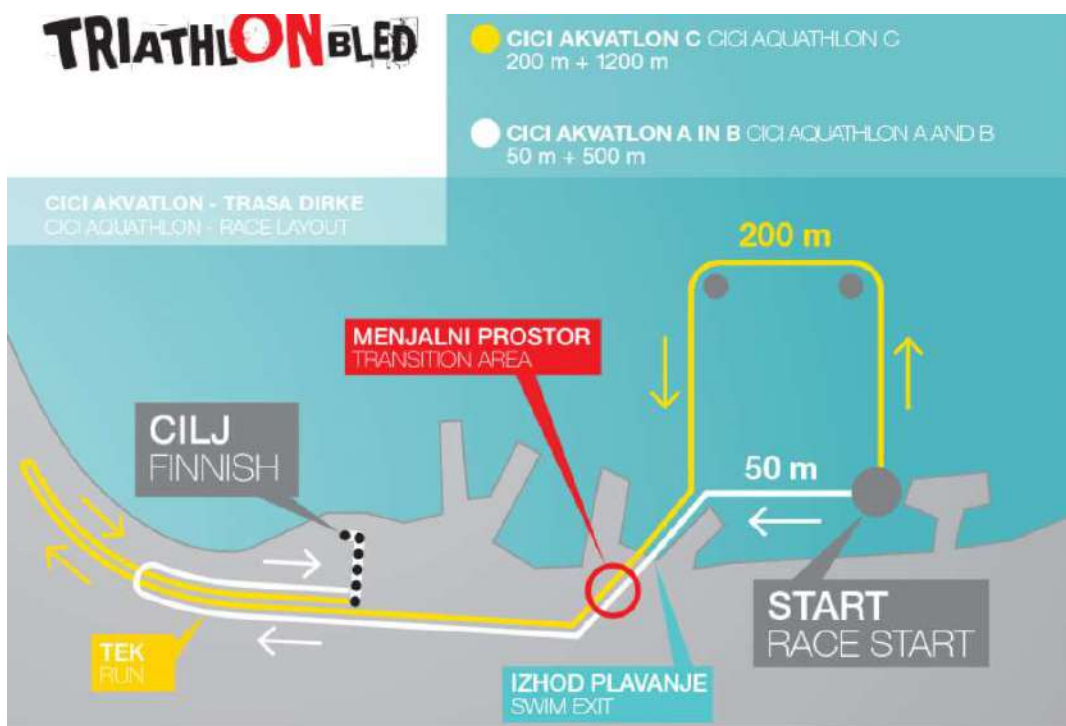 TRIATHLONBLED
CICI AKVATLON C CICI AQUATHLON C
200 m + 1200 m
CICI AKVATLON A IN B CICI AQUATHLON A AND B
50 m + 500 m
CICI AKVATLON - TRASA DIRKE
CICI AQUATHLON - RACE LAYOUT
200 m
MENJALNI PROSTOR
TRANSITION AREA
CILJ
FINNISH
50 m
START
RACE START
TEK
RUN
IZHOD PLAVANJE
SWIM EXIT